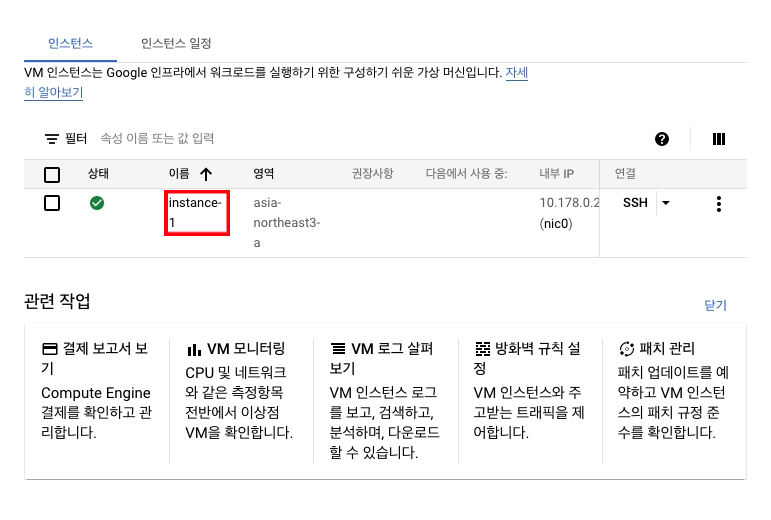 인스턴스 인스턴스 일정
VM 인스턴스는 Google 인프라에서 워크로드를 실행하기 위한 구성하기 쉬운 가상 머신입니다. 자세
히 알아보기
필터 속성 이름 또는 값 입력
상태 이름 영역 권장사항 다음에서 사용 중: 내부 IP 연결
instance- asia- 10.178.0.2 SSH
1 northeast3- (nic0)
a
관련 작업 닫기
결제 보고서 보
기
Compute Engine
결제를 확인하고 관
리합니다.
VM 모니터링
CPU 및 네트워크
와 같은 측정항목
전반에서 이상점
VM을 확인합니다.
VM 로그 살펴
보기
VM 인스턴스 로그
를 보고, 검색하고,
분석하며, 다운로드
할 수 있습니다.
방화벽 규칙 설
정
VM 인스턴스와 주
고받는 트래픽을 제
어합니다.
패치 관리
패치 업데이트를 예
약하고 VM 인스턴
스의 패치 규정 준
수를 확인합니다.